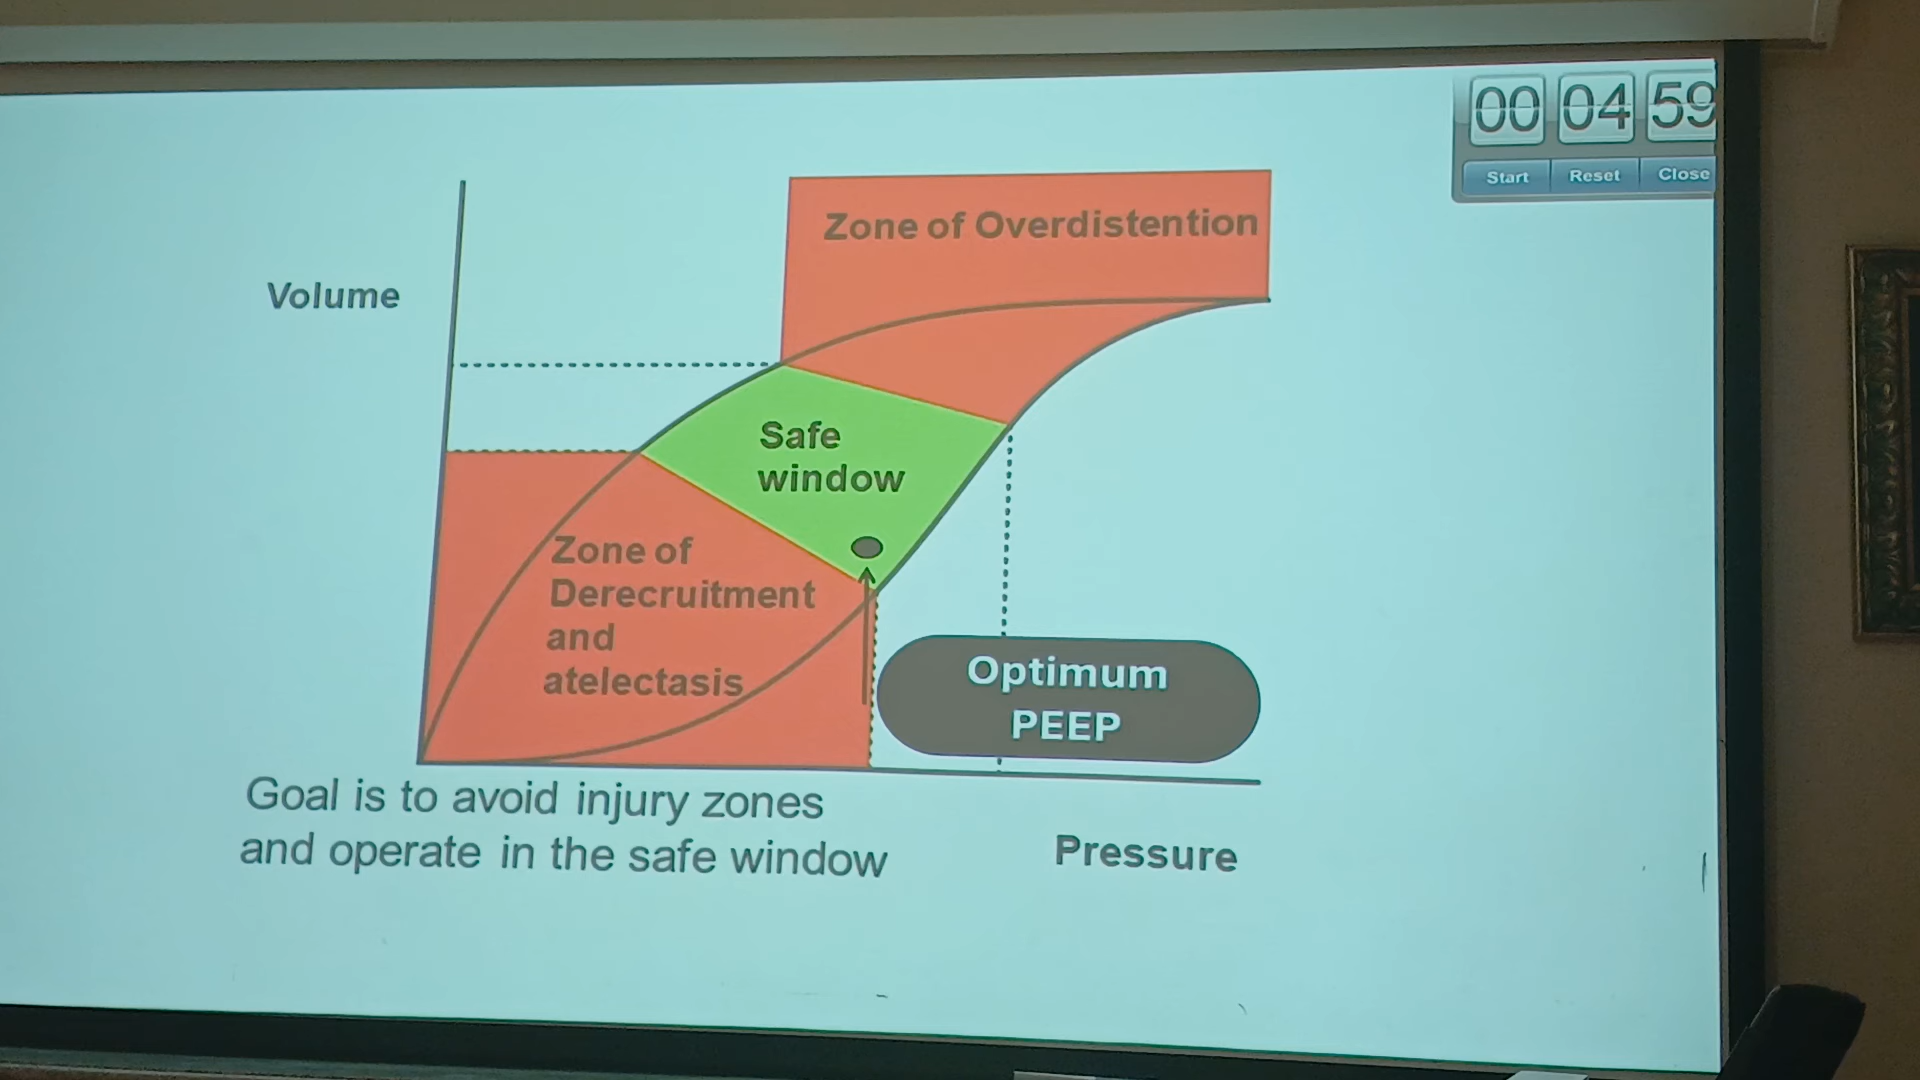 00 04 59
Start Reset Close
Zone of Overdistention
Volume
Safe
window
Zone of
Derecruitment
and
atelectasis
Optimum
PEEP
Goal is to avoid injury zones
and operate in the safe window
Pressure